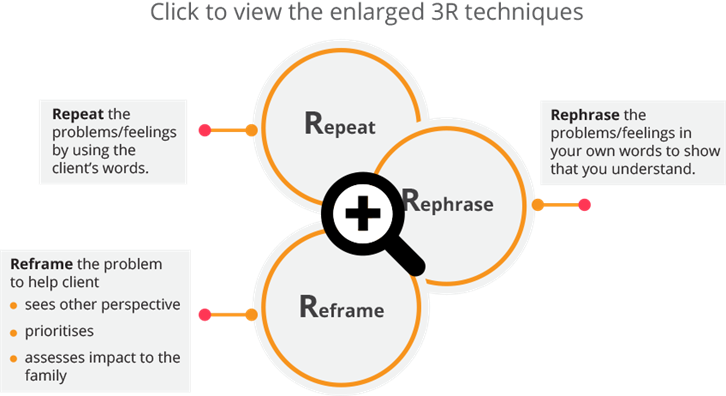 Click to view the enlarged 3R techniques
Repeat the
problems/feelings
by using the
client's words.
Repeat
Rephrase the
problems/feelings in
your own words to show
that you understand.
Rephrase
Reframe the problem
to help client
sees other perspective
prioritises
assesses impact to the
family
Reframe